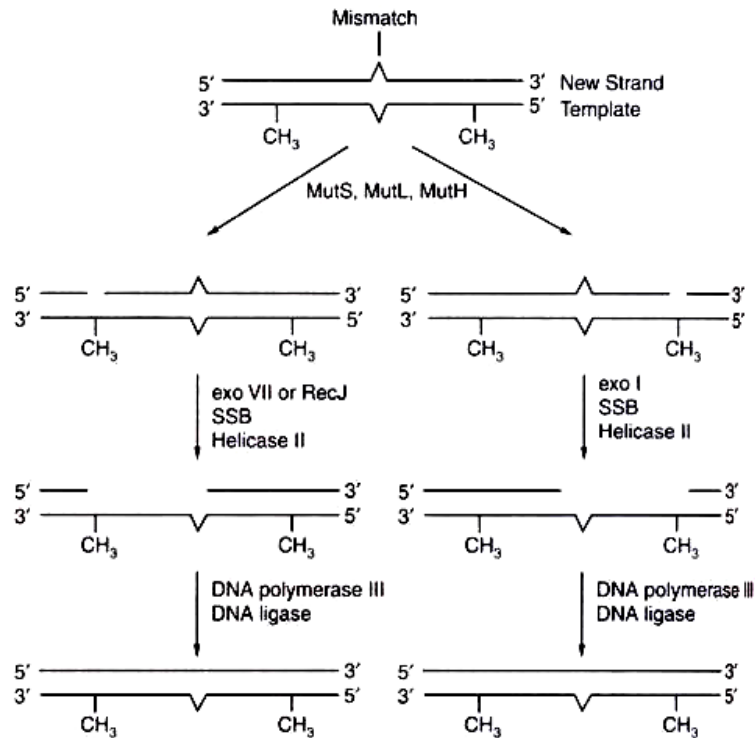 Mismatch
5′ 3′ New Strand
3′ 5′ Template
CH₃ CH₃
MutS, MutL, MutH
5′ 3′ 5′ 3′
3′ 5′ 3′ 5′
CH₃ CH₃ CH₃ CH₃
exo VII or RecJ exo I
SSB SSB
Helicase II Helicase II
5′ 3′ 5′ 3′
3′ 5′ 3′ 5′
CH₃ CH₃ CH₃ CH₃
DNA polymerase III DNA polymerase III
DNA ligase DNA ligase
5′ 3′ 5′ 3′
3′ 5′ 3′ 5′
CH₃ CH₃ CH₃ CH₃